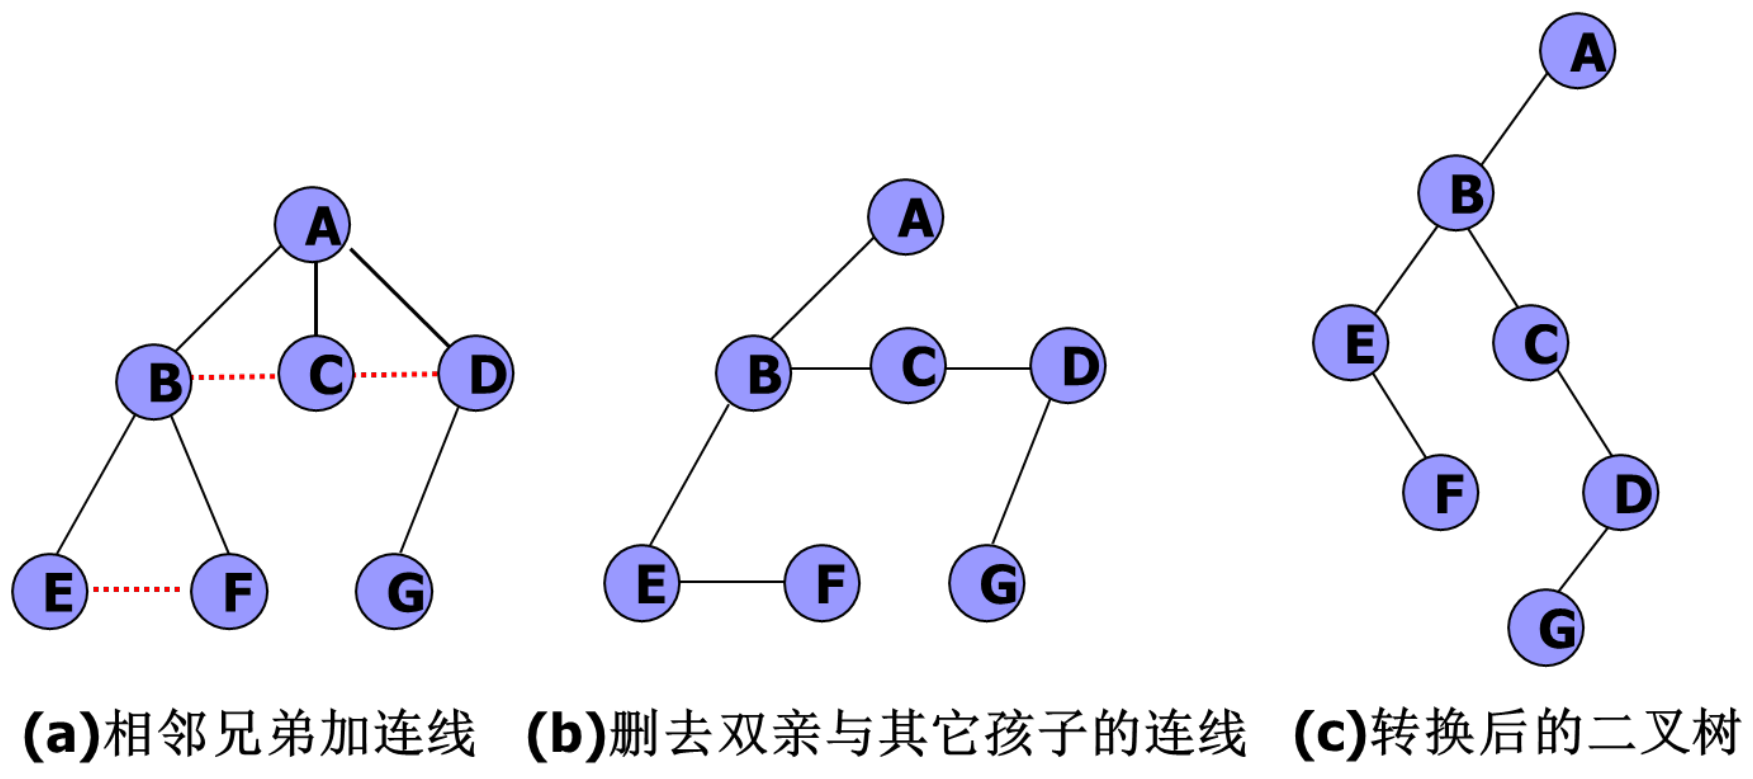 A
B C D
E F G
(a)相邻兄弟加连线
A
B C D
E F G
(b)删去双亲与其它孩子的连线
A
B
E C
F D
G
(c)转换后的二叉树